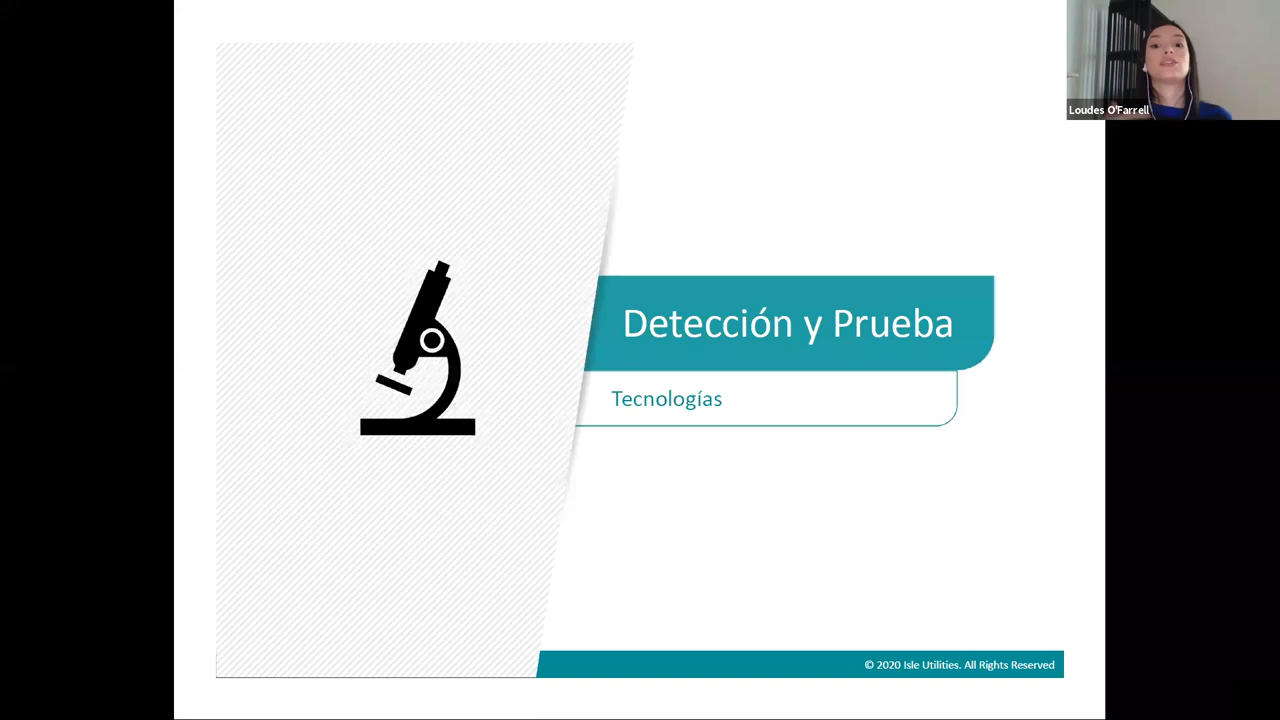 Loudes O'Farrell
Detección y Prueba
Tecnologías
© 2020 Isle Utilities. All Rights Reserved